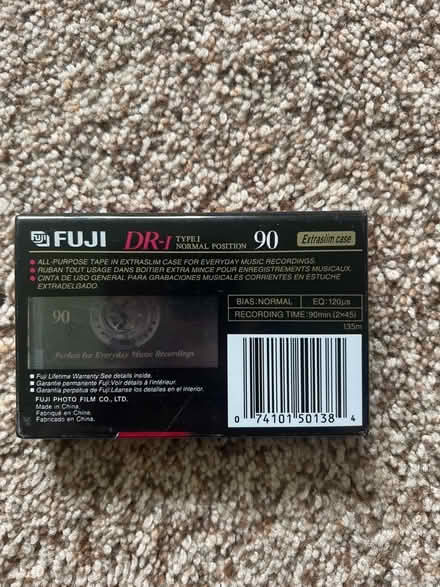 FUJI DR-I TYPE I NORMAL POSITION 90 Extraslim case
● ALL-PURPOSE TAPE IN EXTRASLIM CASE FOR EVERYDAY MUSIC RECORDINGS.
● RUBAN TOUT USAGE DANS BOÎTIER EXTRA MINCE POUR ENREGISTREMENTS MUSICAUX.
● CINTA DE USO GENERAL PARA GRABACIONES MUSICALES CORRIENTES EN ESTUCHE
EXTRADELGADO.
90
Perfect for Everyday Music Recordings
BIAS:NORMAL EQ:120µs
RECORDING TIME:90min (2×45)
135m
■ Fuji Lifetime Warranty:See details inside.
■ Garantie permanente Fuji:Voir détails à l'intérieur.
■ Garantía perpetua de Fuji:Léanse los detalles en el interior.
FUJI PHOTO FILM CO., LTD.
Made in China.
Fabriqué en Chine.
Fabricado en China.
0 74101 50138 4